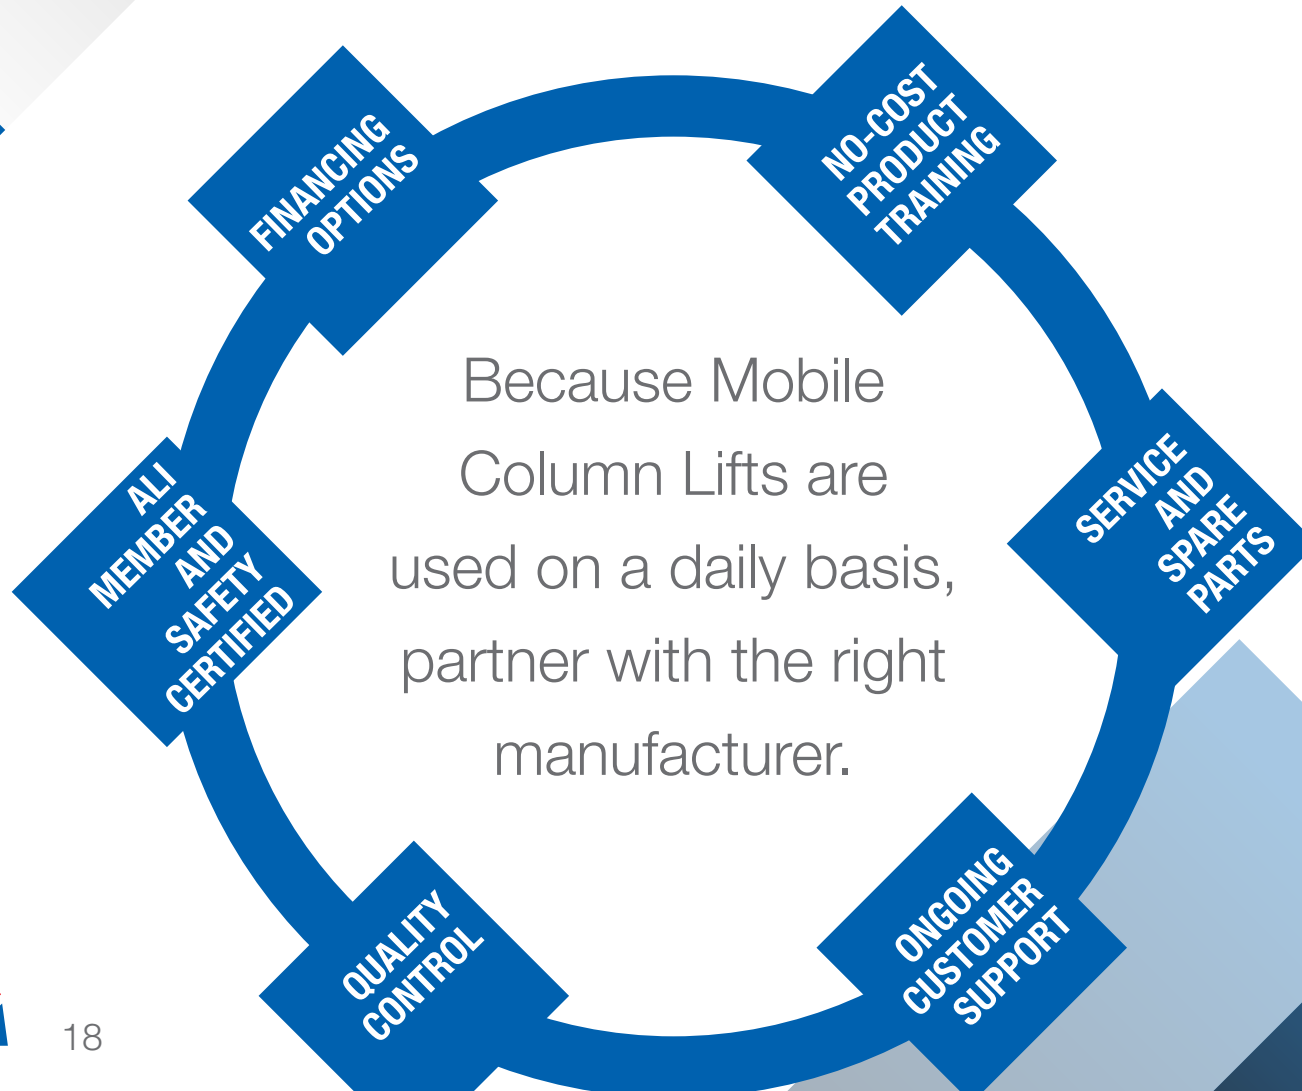 FINANCING
OPTIONS
NO-COST
PRODUCT
TRAINING
Because Mobile
Column Lifts are
used on a daily basis,
partner with the right
manufacturer.
ALI
MEMBER
AND
SAFETY
CERTIFIED
SERVICE
AND
SPARE
PARTS
QUALITY
CONTROL
ONGOING
CUSTOMER
SUPPORT
18